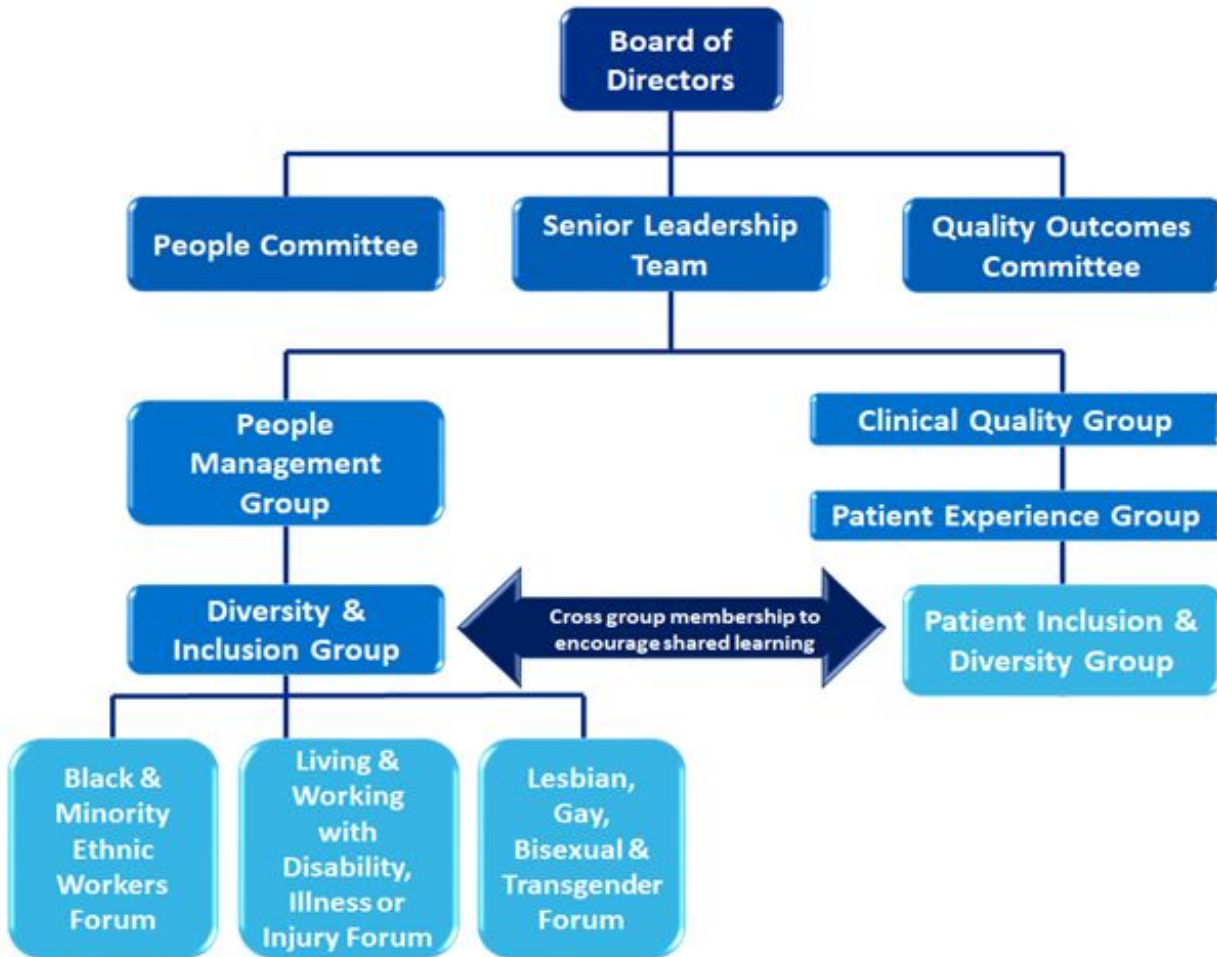 Board of
Directors
People Committee
Senior Leadership
Team
Quality Outcomes
Committee
People
Management
Group
Clinical Quality Group
Patient Experience Group
Diversity &
Inclusion Group
Cross group membership to
encourage shared learning
Patient Inclusion &
Diversity Group
Black &
Minority
Ethnic
Workers
Forum
Living &
Working
with
Disability,
Illness or
Injury Forum
Lesbian,
Gay,
Bisexual &
Transgender
Forum